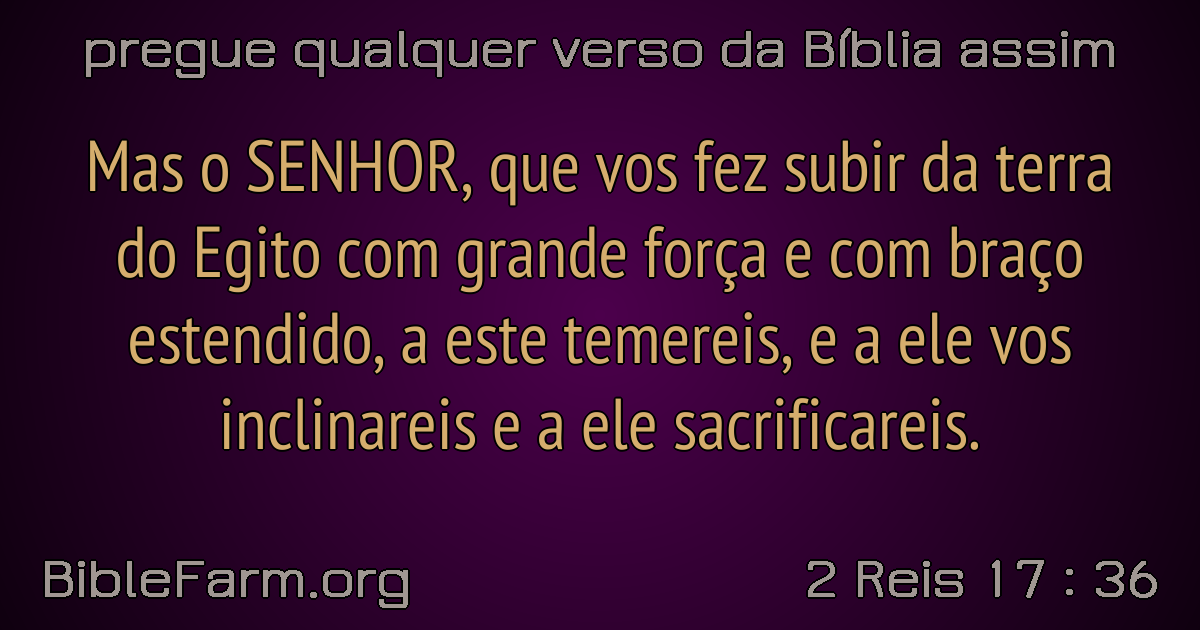 pregue qualquer verso da Bíblia assim
Mas o SENHOR, que vos fez subir da terra
do Egito com grande força e com braço
estendido, a este temereis, e a ele vos
inclinareis e a ele sacrificareis.
BibleFarm.org
2 Reis 17 : 36